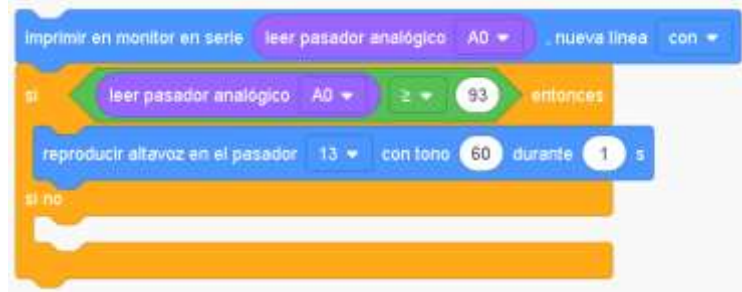 imprimir en monitor en serie leer pasador analógico A0 , nueva línea con
si leer pasador analógico A0 ≥ 93 entonces
reproducir altavoz en el pasador 13 con tono 60 durante 1 s
si no